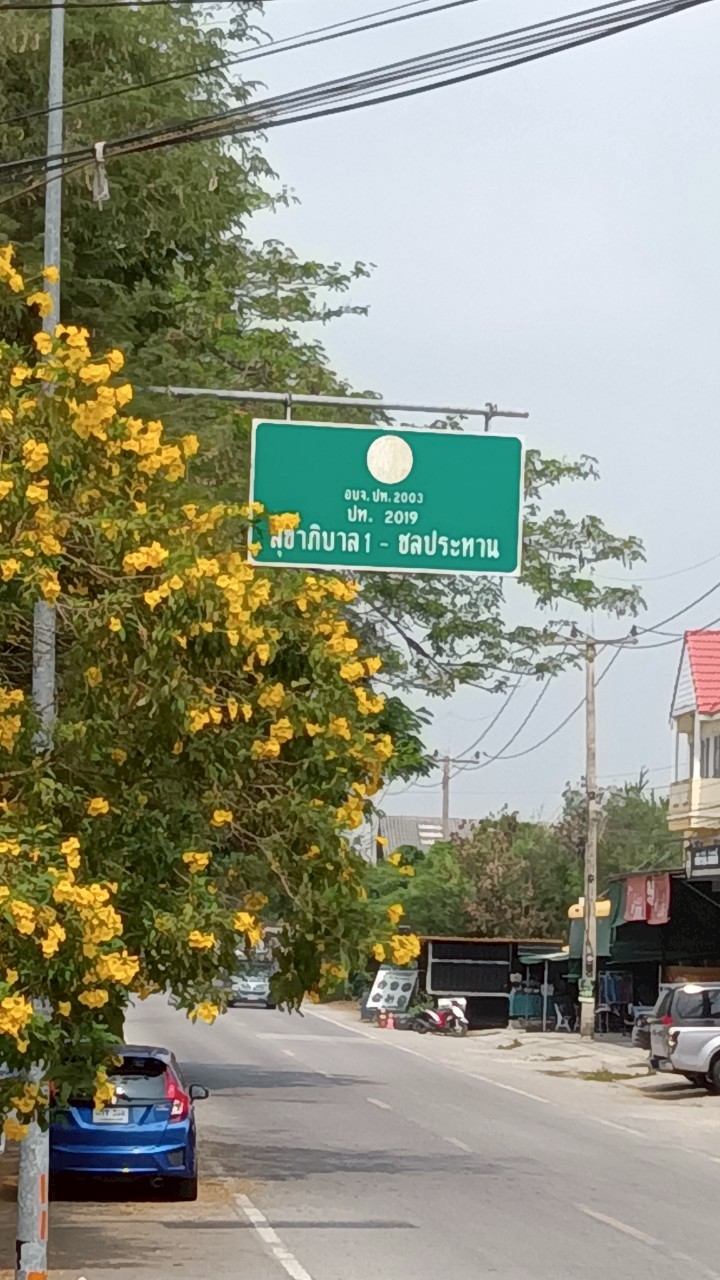 อบจ.ปท.2003
ปท. 2019
สุขาภิบาล 1 - ชลประทาน